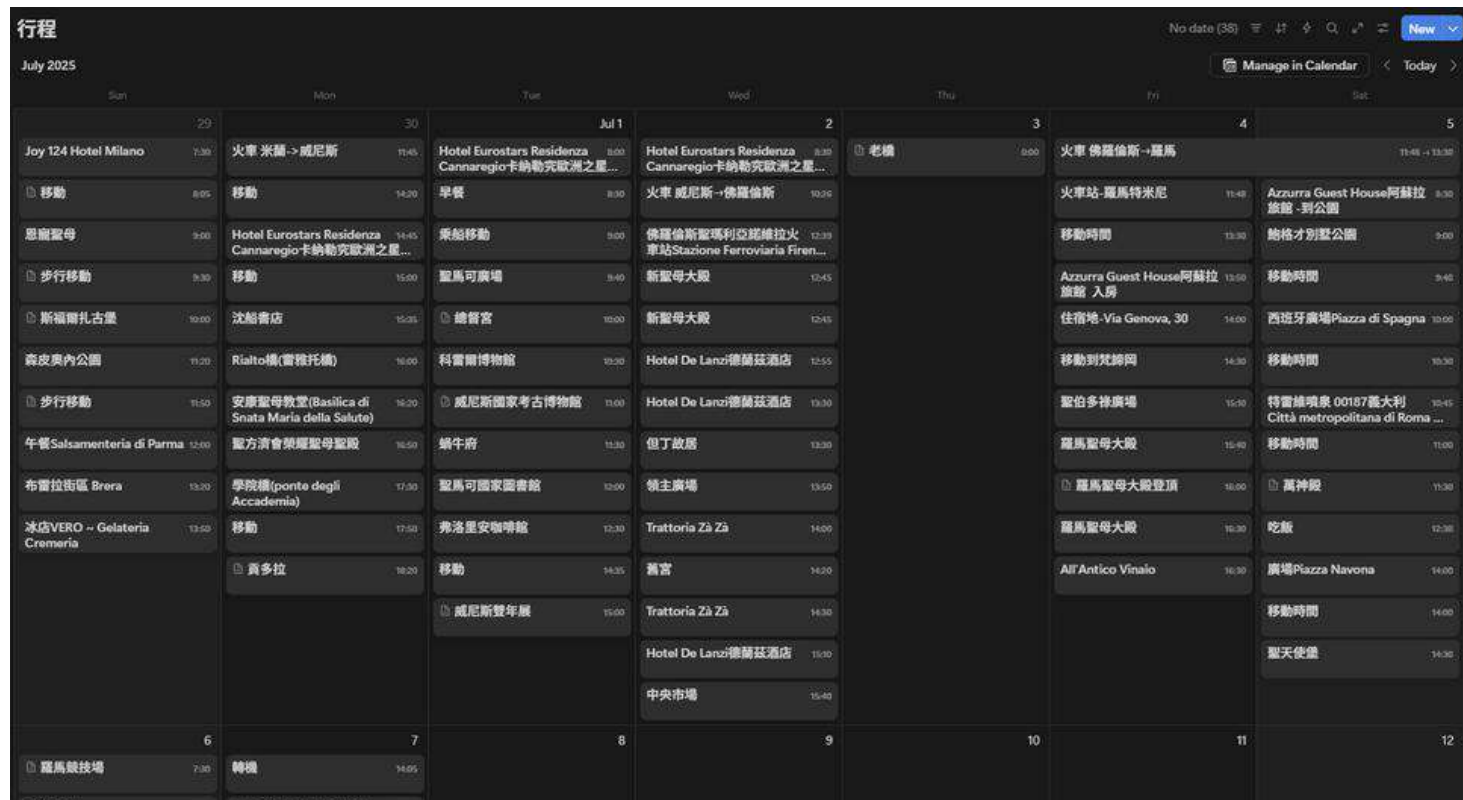 行程
No date (38)
New
July 2025
Manage in Calendar
Today
Sun Mon Tue Wed Thu Fri Sat
29
Joy 124 Hotel Milano 7:30
移動 8:05
恩寵聖母 9:00
步行移動 9:30
斯福爾扎古堡 10:00
森皮奧內公園 11:20
步行移動 11:50
午餐Salsamenteria di Parma 12:00
布雷拉街區 Brera 13:20
冰店VERO ~ Gelateria
Cremeria 13:50
30
火車 米蘭->威尼斯 11:45
移動 14:20
Hotel Eurostars Residenza 14:45
Cannaregio卡納勒究歐洲之星...
移動 15:00
沈船書店 15:35
Rialto橋(雷雅托橋) 16:00
安康聖母教堂(Basilica di 16:20
Snata Maria della Salute)
聖方濟會榮耀聖母聖殿 16:50
學院橋(ponte degli 17:30
Accademia)
移動 17:50
貢多拉 18:20
Jul 1
Hotel Eurostars Residenza 8:00
Cannaregio卡納勒究歐洲之星...
早餐 8:30
乘船移動 9:00
聖馬可廣場 9:40
總督宮 10:00
科雷爾博物館 10:30
威尼斯國家考古博物館 11:00
蝸牛府 11:30
聖馬可國家圖書館 12:00
弗洛里安咖啡館 12:30
移動 14:35
威尼斯雙年展 15:00
2
Hotel Eurostars Residenza 8:30
Cannaregio卡納勒究歐洲之星...
火車 威尼斯→佛羅倫斯 10:26
佛羅倫斯聖瑪利亞諾維拉火 12:39
車站Stazione Ferroviaria Firen...
新聖母大殿 12:45
新聖母大殿 12:45
Hotel De Lanzi德蘭茲酒店 12:55
Hotel De Lanzi德蘭茲酒店 13:30
但丁故居 13:30
領主廣場 13:50
Trattoria Zà Zà 14:00
舊宮 14:20
Trattoria Zà Zà 14:30
Hotel De Lanzi德蘭茲酒店 15:10
中央市場 15:40
3
老橋 0:00
4
火車 佛羅倫斯→羅馬 11:48 → 13:30
火車站-羅馬特米尼 11:48
移動時間 13:30
Azzurra Guest House阿蘇拉 13:50
旅館 入房
住宿地-Via Genova, 30 14:00
移動到梵締岡 14:30
聖伯多祿廣場 15:10
羅馬聖母大殿 15:40
羅馬聖母大殿登頂 16:00
羅馬聖母大殿 16:30
All'Antico Vinaio 16:30
5
Azzurra Guest House阿蘇拉 8:30
旅館 -到公園
鮑格才別墅公園 9:00
移動時間 9:40
西班牙廣場Piazza di Spagna 10:00
移動時間 10:30
特雷維噴泉 00187義大利 10:45
Città metropolitana di Roma ...
移動時間 11:00
萬神殿 11:30
吃飯 12:30
廣場Piazza Navona 14:00
移動時間 14:00
聖天使堡 14:30
6
羅馬競技場 7:30
7
轉機 14:05
8
9
10
11
12